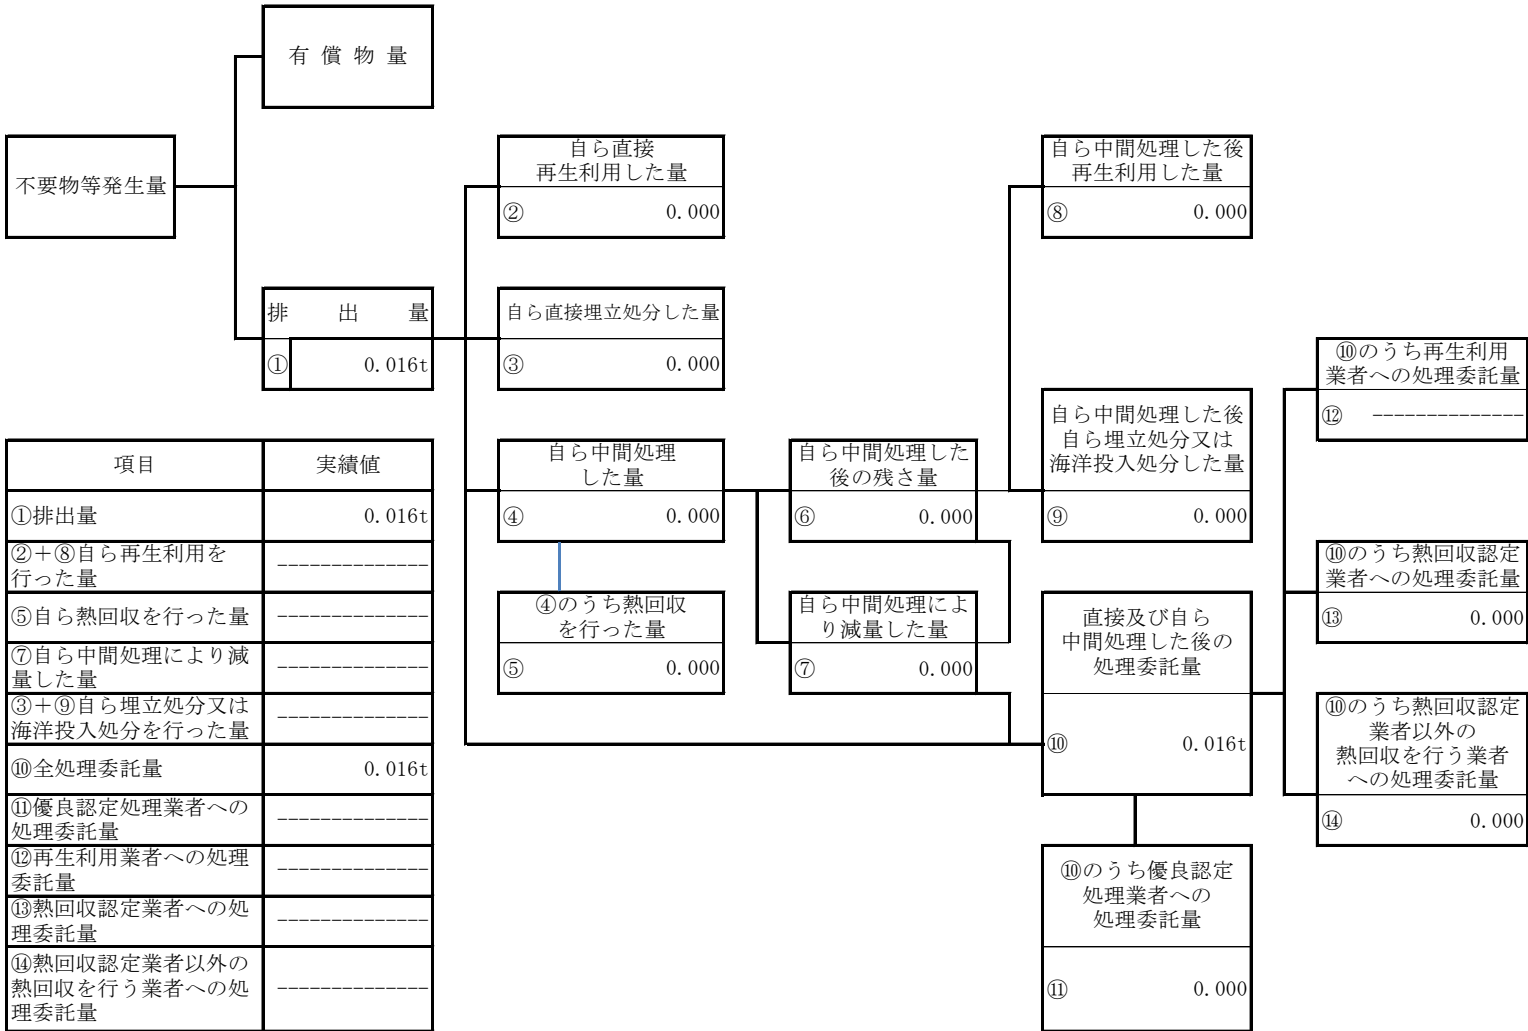 有償物量
不要物等発生量
排出量
① 0.016t
自ら直接
再生利用した量
② 0.000
自ら直接埋立処分した量
③ 0.000
自ら中間処理
した量
④ 0.000
④のうち熱回収
を行った量
⑤ 0.000
自ら中間処理した
後の残さ量
⑥ 0.000
自ら中間処理によ
り減量した量
⑦ 0.000
自ら中間処理した後
再生利用した量
⑧ 0.000
自ら中間処理した後
自ら埋立処分又は
海洋投入処分した量
⑨ 0.000
直接及び自ら
中間処理した後の
処理委託量
⑩ 0.016t
⑩のうち優良認定
処理業者への
処理委託量
⑪ 0.000
⑩のうち再生利用
業者への処理委託量
⑫ --------------
⑩のうち熱回収認定
業者への処理委託量
⑬ 0.000
⑩のうち熱回収認定
業者以外の
熱回収を行う業者
への処理委託量
⑭ 0.000
項目 実績値
①排出量 0.016t
②＋⑧自ら再生利用を
行った量 --------------
⑤自ら熱回収を行った量 --------------
⑦自ら中間処理により減
量した量 --------------
③＋⑨自ら埋立処分又は
海洋投入処分を行った量 --------------
⑩全処理委託量 0.016t
⑪優良認定処理業者への
処理委託量 --------------
⑫再生利用業者への処理
委託量 --------------
⑬熱回収認定業者への処
理委託量 --------------
⑭熱回収認定業者以外の
熱回収を行う業者への処
理委託量 --------------